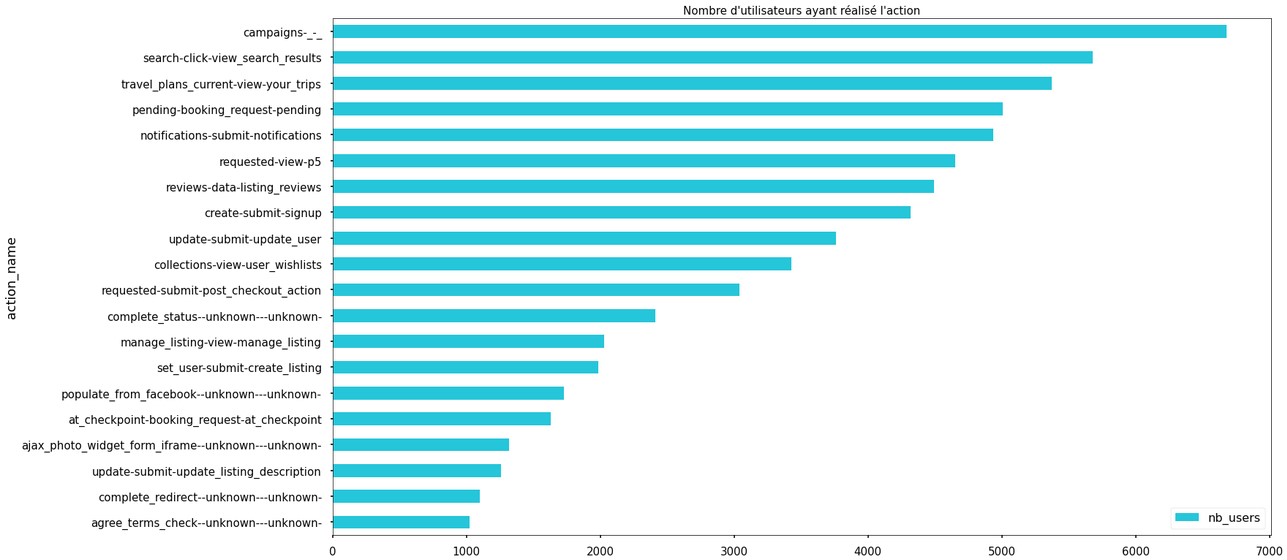 Nombre d'utilisateurs ayant réalisé l'action
campaigns-_-_
search-click-view_search_results
travel_plans_current-view-your_trips
pending-booking_request-pending
notifications-submit-notifications
requested-view-p5
reviews-data-listing_reviews
create-submit-signup
update-submit-update_user
collections-view-user_wishlists
requested-submit-post_checkout_action
complete_status--unknown---unknown-
manage_listing-view-manage_listing
set_user-submit-create_listing
populate_from_facebook--unknown---unknown-
at_checkpoint-booking_request-at_checkpoint
ajax_photo_widget_form_iframe--unknown---unknown-
update-submit-update_listing_description
complete_redirect--unknown---unknown-
agree_terms_check--unknown---unknown-
action_name
nb_users
0 1000 2000 3000 4000 5000 6000 7000